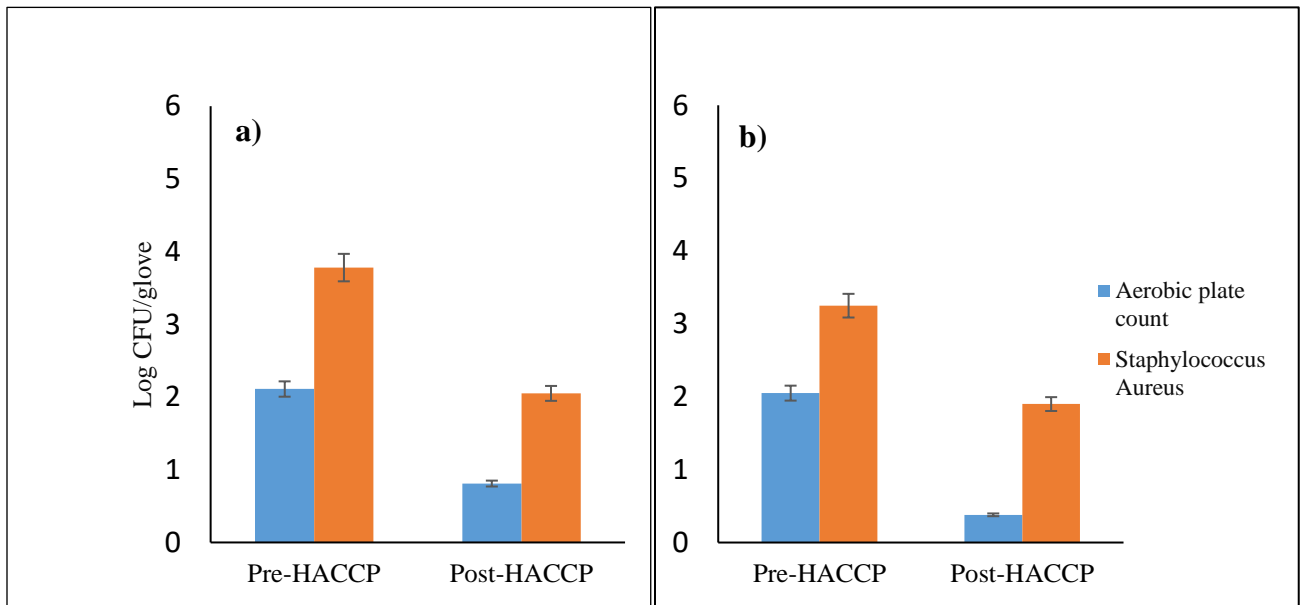 a)
Log CFU/glove
6
5
4
3
2
1
0
Pre-HACCP
Post-HACCP
b)
6
5
4
3
2
1
0
Pre-HACCP
Post-HACCP
Aerobic plate
count
Staphylococcus
Aureus